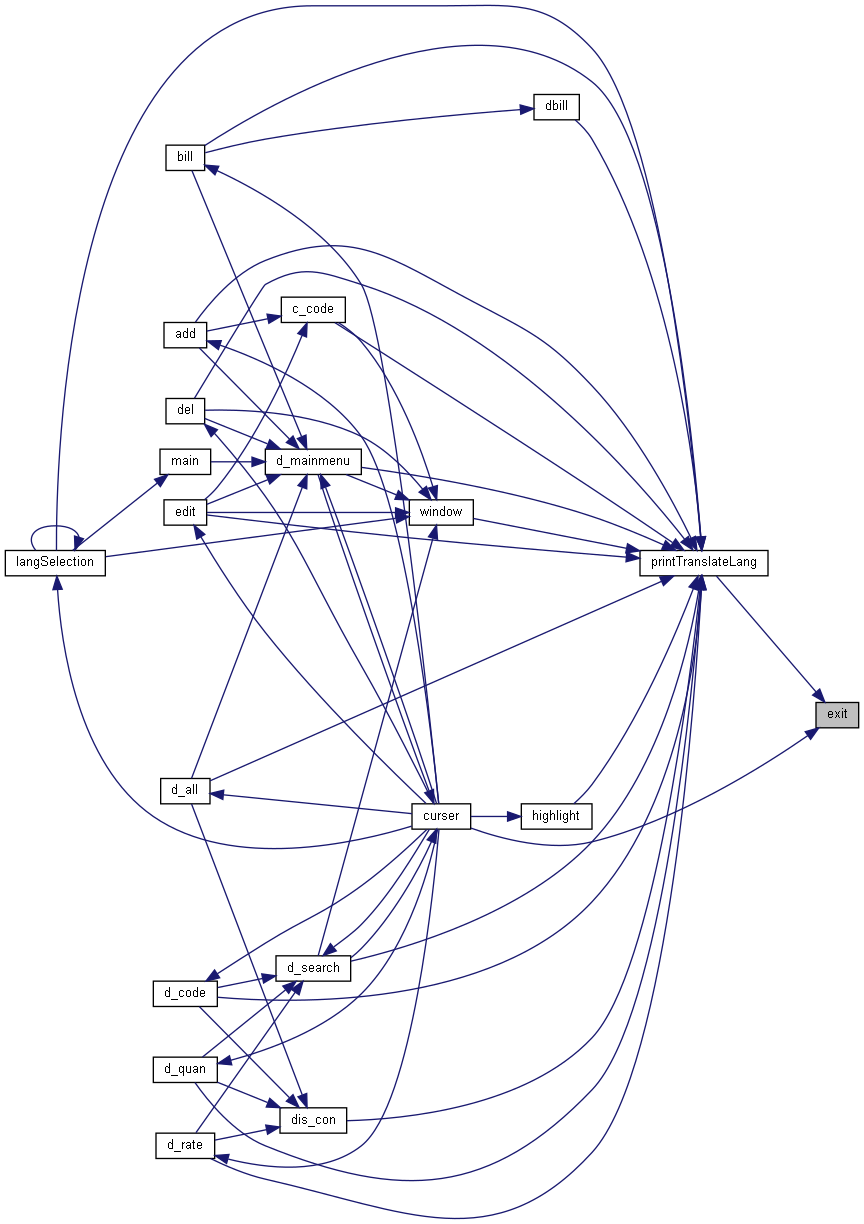 dbill
bill
c_code
add
del
main
d_mainmenu
edit
window
langSelection
printTranslateLang
exit
d_all
curser
highlight
d_search
d_code
d_quan
dis_con
d_rate